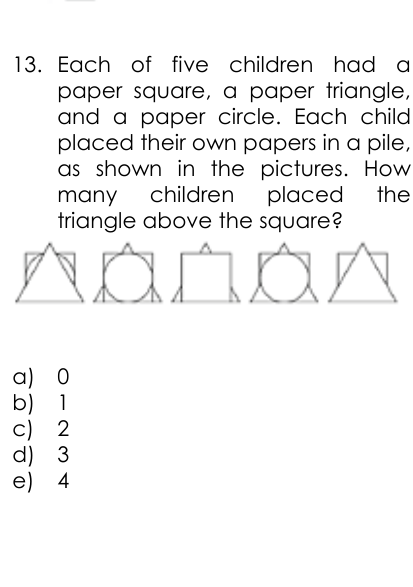 13. Each of five children had a
paper square, a paper triangle,
and a paper circle. Each child
placed their own papers in a pile,
as shown in the pictures. How
many children placed the
triangle above the square?
a) 0
b) 1
c) 2
d) 3
e) 4